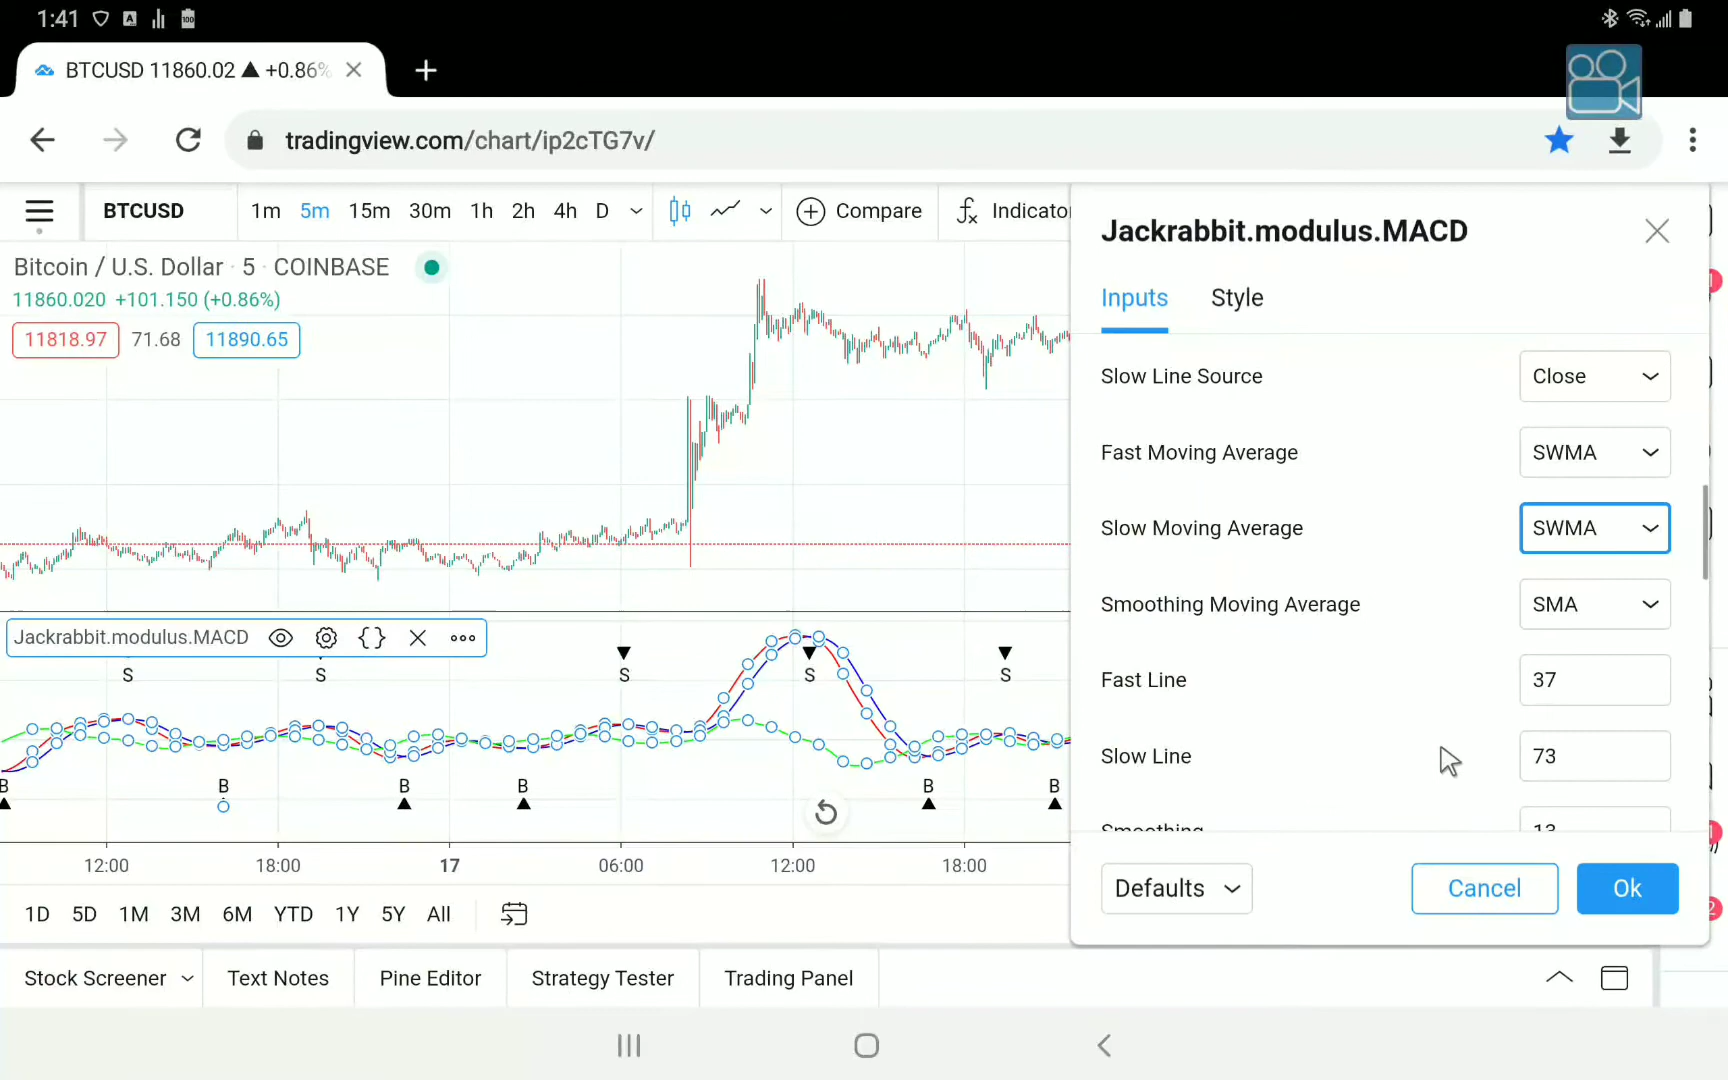 1:41
BTCUSD 11860.02 ▲ +0.86%
tradingview.com/chart/ip2cTG7v/
BTCUSD 1m 5m 15m 30m 1h 2h 4h D Compare Indicato
Bitcoin / U.S. Dollar · 5 · COINBASE
11860.020 +101.150 (+0.86%)
11818.97 71.68 11890.65
Jackrabbit.modulus.MACD
S S S S S
B B B B B B
12:00 18:00 17 06:00 12:00 18:00
1D 5D 1M 3M 6M YTD 1Y 5Y All
Stock Screener Text Notes Pine Editor Strategy Tester Trading Panel
Jackrabbit.modulus.MACD
Inputs Style
Slow Line Source Close
Fast Moving Average SWMA
Slow Moving Average SWMA
Smoothing Moving Average SMA
Fast Line 37
Slow Line 73
Smoothing 13
Defaults Cancel Ok